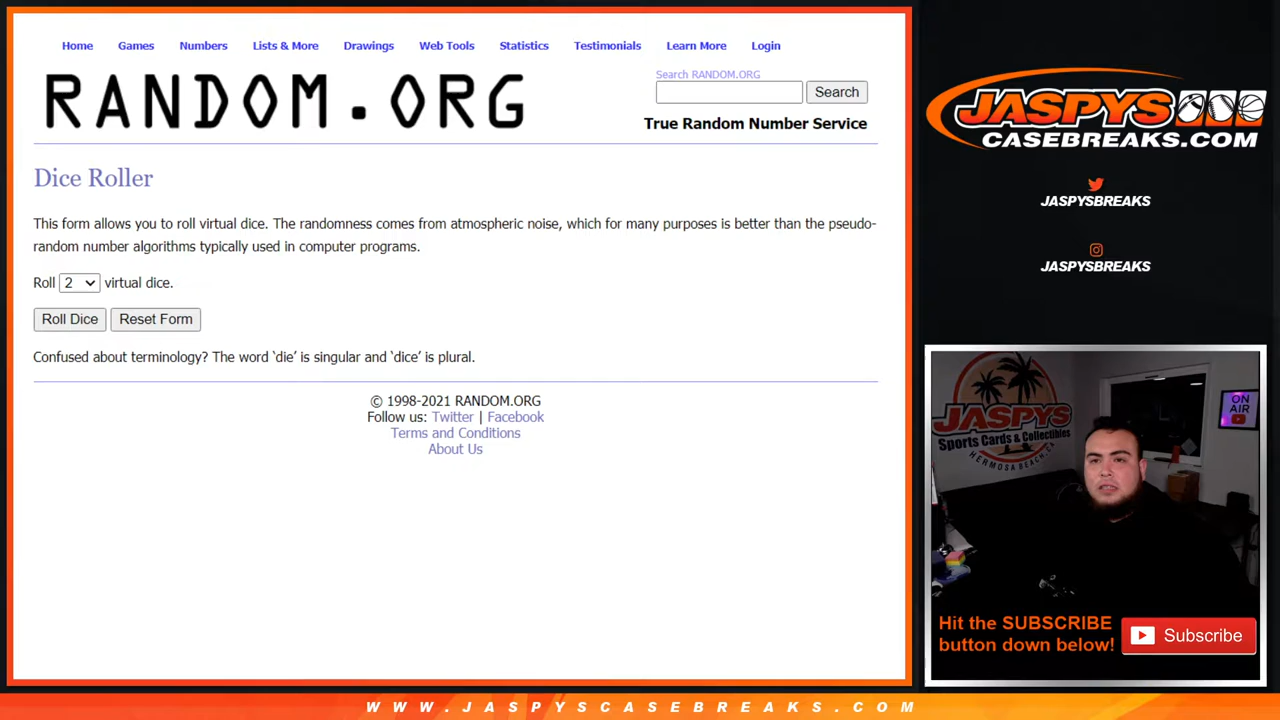 Home Games Numbers Lists & More Drawings Web Tools Statistics Testimonials Learn More Login
RANDOM.ORG
Search RANDOM.ORG
Search
True Random Number Service
Dice Roller
This form allows you to roll virtual dice. The randomness comes from atmospheric noise, which for many purposes is better than the pseudo-
random number algorithms typically used in computer programs.
Roll 2 virtual dice.
Roll Dice Reset Form
Confused about terminology? The word ‘die’ is singular and ‘dice’ is plural.
© 1998-2021 RANDOM.ORG
Follow us: Twitter | Facebook
Terms and Conditions
About Us
JASPYS
CASEBREAKS.COM
JASPYSBREAKS
JASPYSBREAKS
JASPYS
Sports Cards & Collectibles
HERMOSA BEACH, CA
ON
AIR
Hit the SUBSCRIBE
button down below!
Subscribe
WWW.JASPYSCASEBREAKS.COM